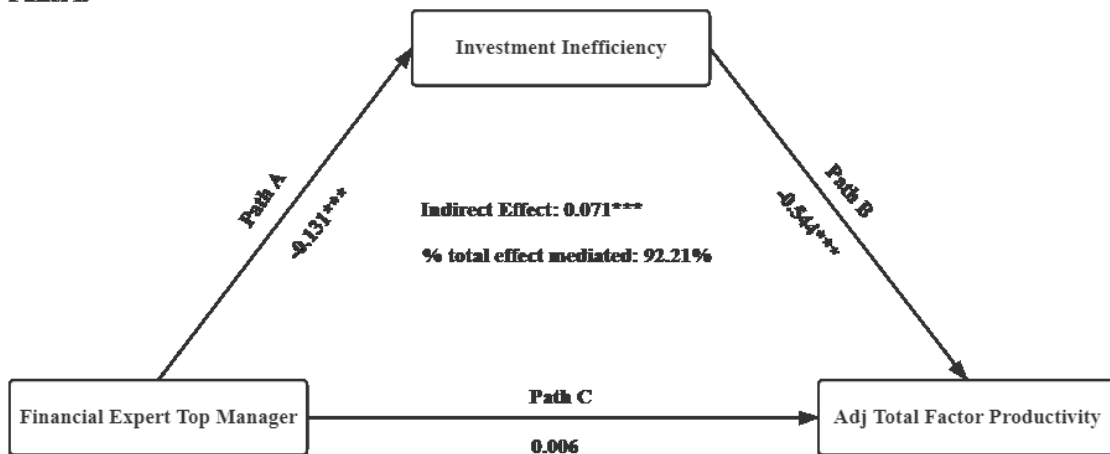 Investment Inefficiency
Path A
-0.131***
Path B
-0.544***
Indirect Effect: 0.071***
% total effect mediated: 92.21%
Financial Expert Top Manager
Path C
0.006
Adj Total Factor Productivity